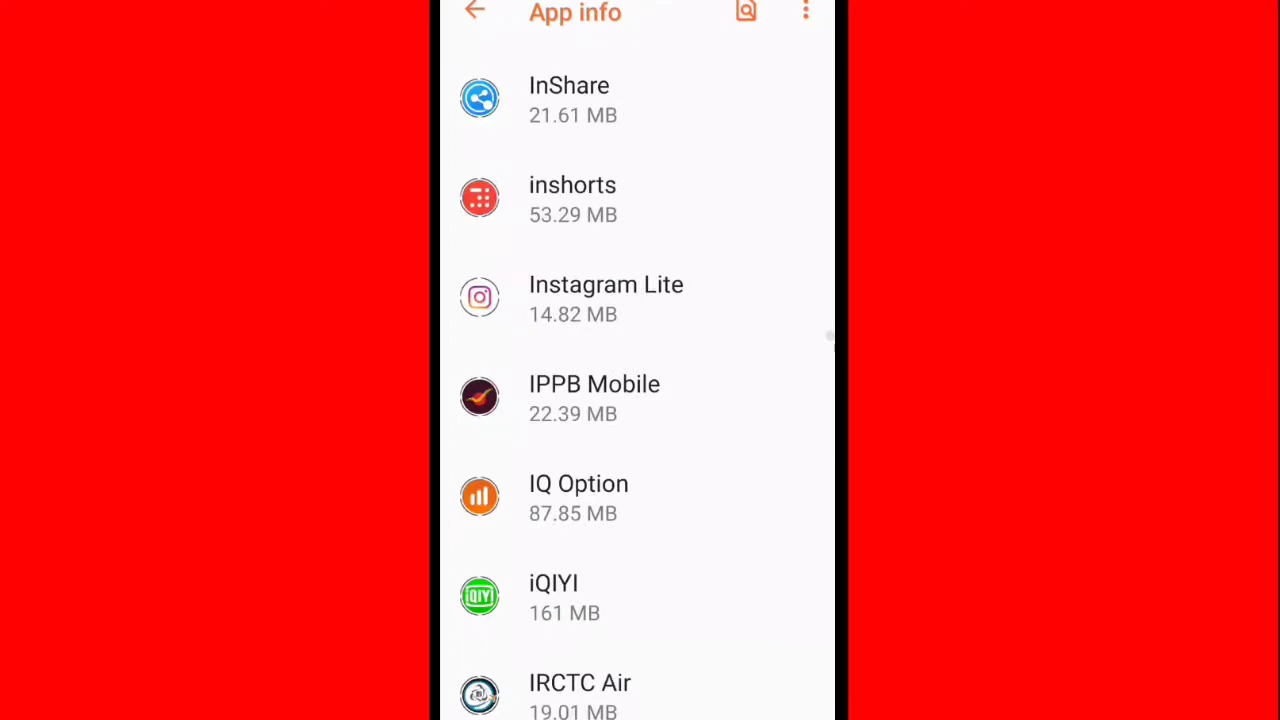 App info
InShare
21.61 MB
inshorts
53.29 MB
Instagram Lite
14.82 MB
IPPB Mobile
22.39 MB
IQ Option
87.85 MB
iQIYI
iQIYI
161 MB
IRCTC Air
19.01 MB